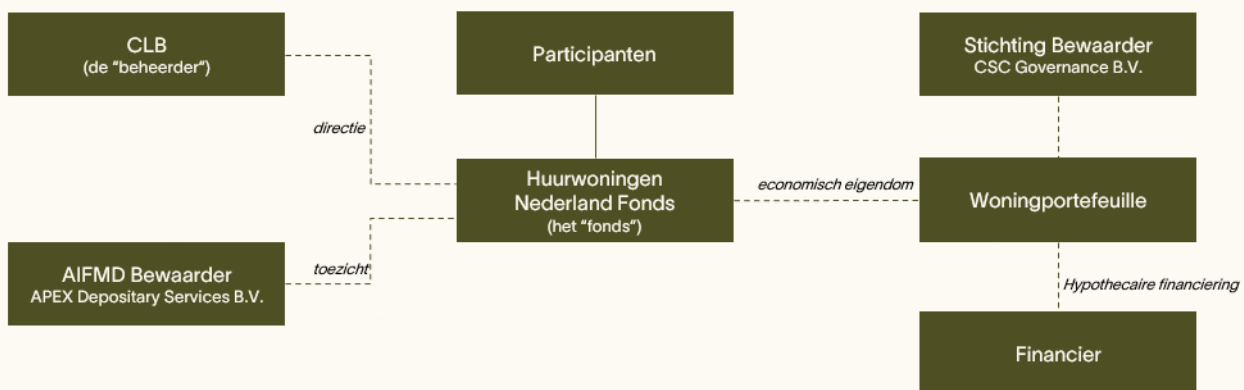 CLB
(de “beheerder“)
Participanten
Stichting Bewaarder
CSC Governance B.V.
directie
Huurwoningen
Nederland Fonds
(het “fonds“)
economisch eigendom
Woningportefeuille
AIFMD Bewaarder
APEX Depositary Services B.V.
toezicht
Hypothecaire financiering
Financier